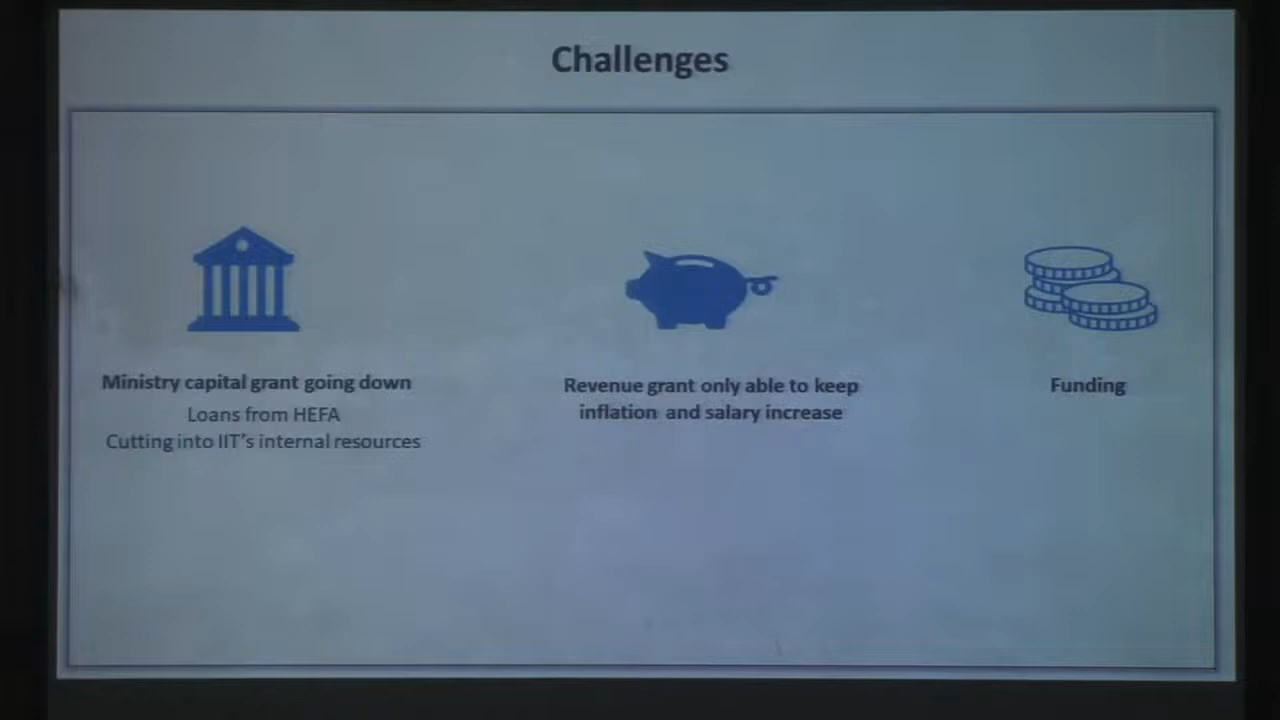 Challenges
Ministry capital grant going down
Loans from HEFA
Cutting into IIT's internal resources
Revenue grant only able to keep
inflation and salary increase
Funding